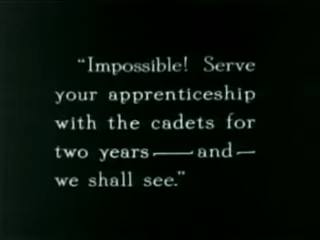 “Impossible! Serve
your apprenticeship
with the cadets for
two years — and —
we shall see.”